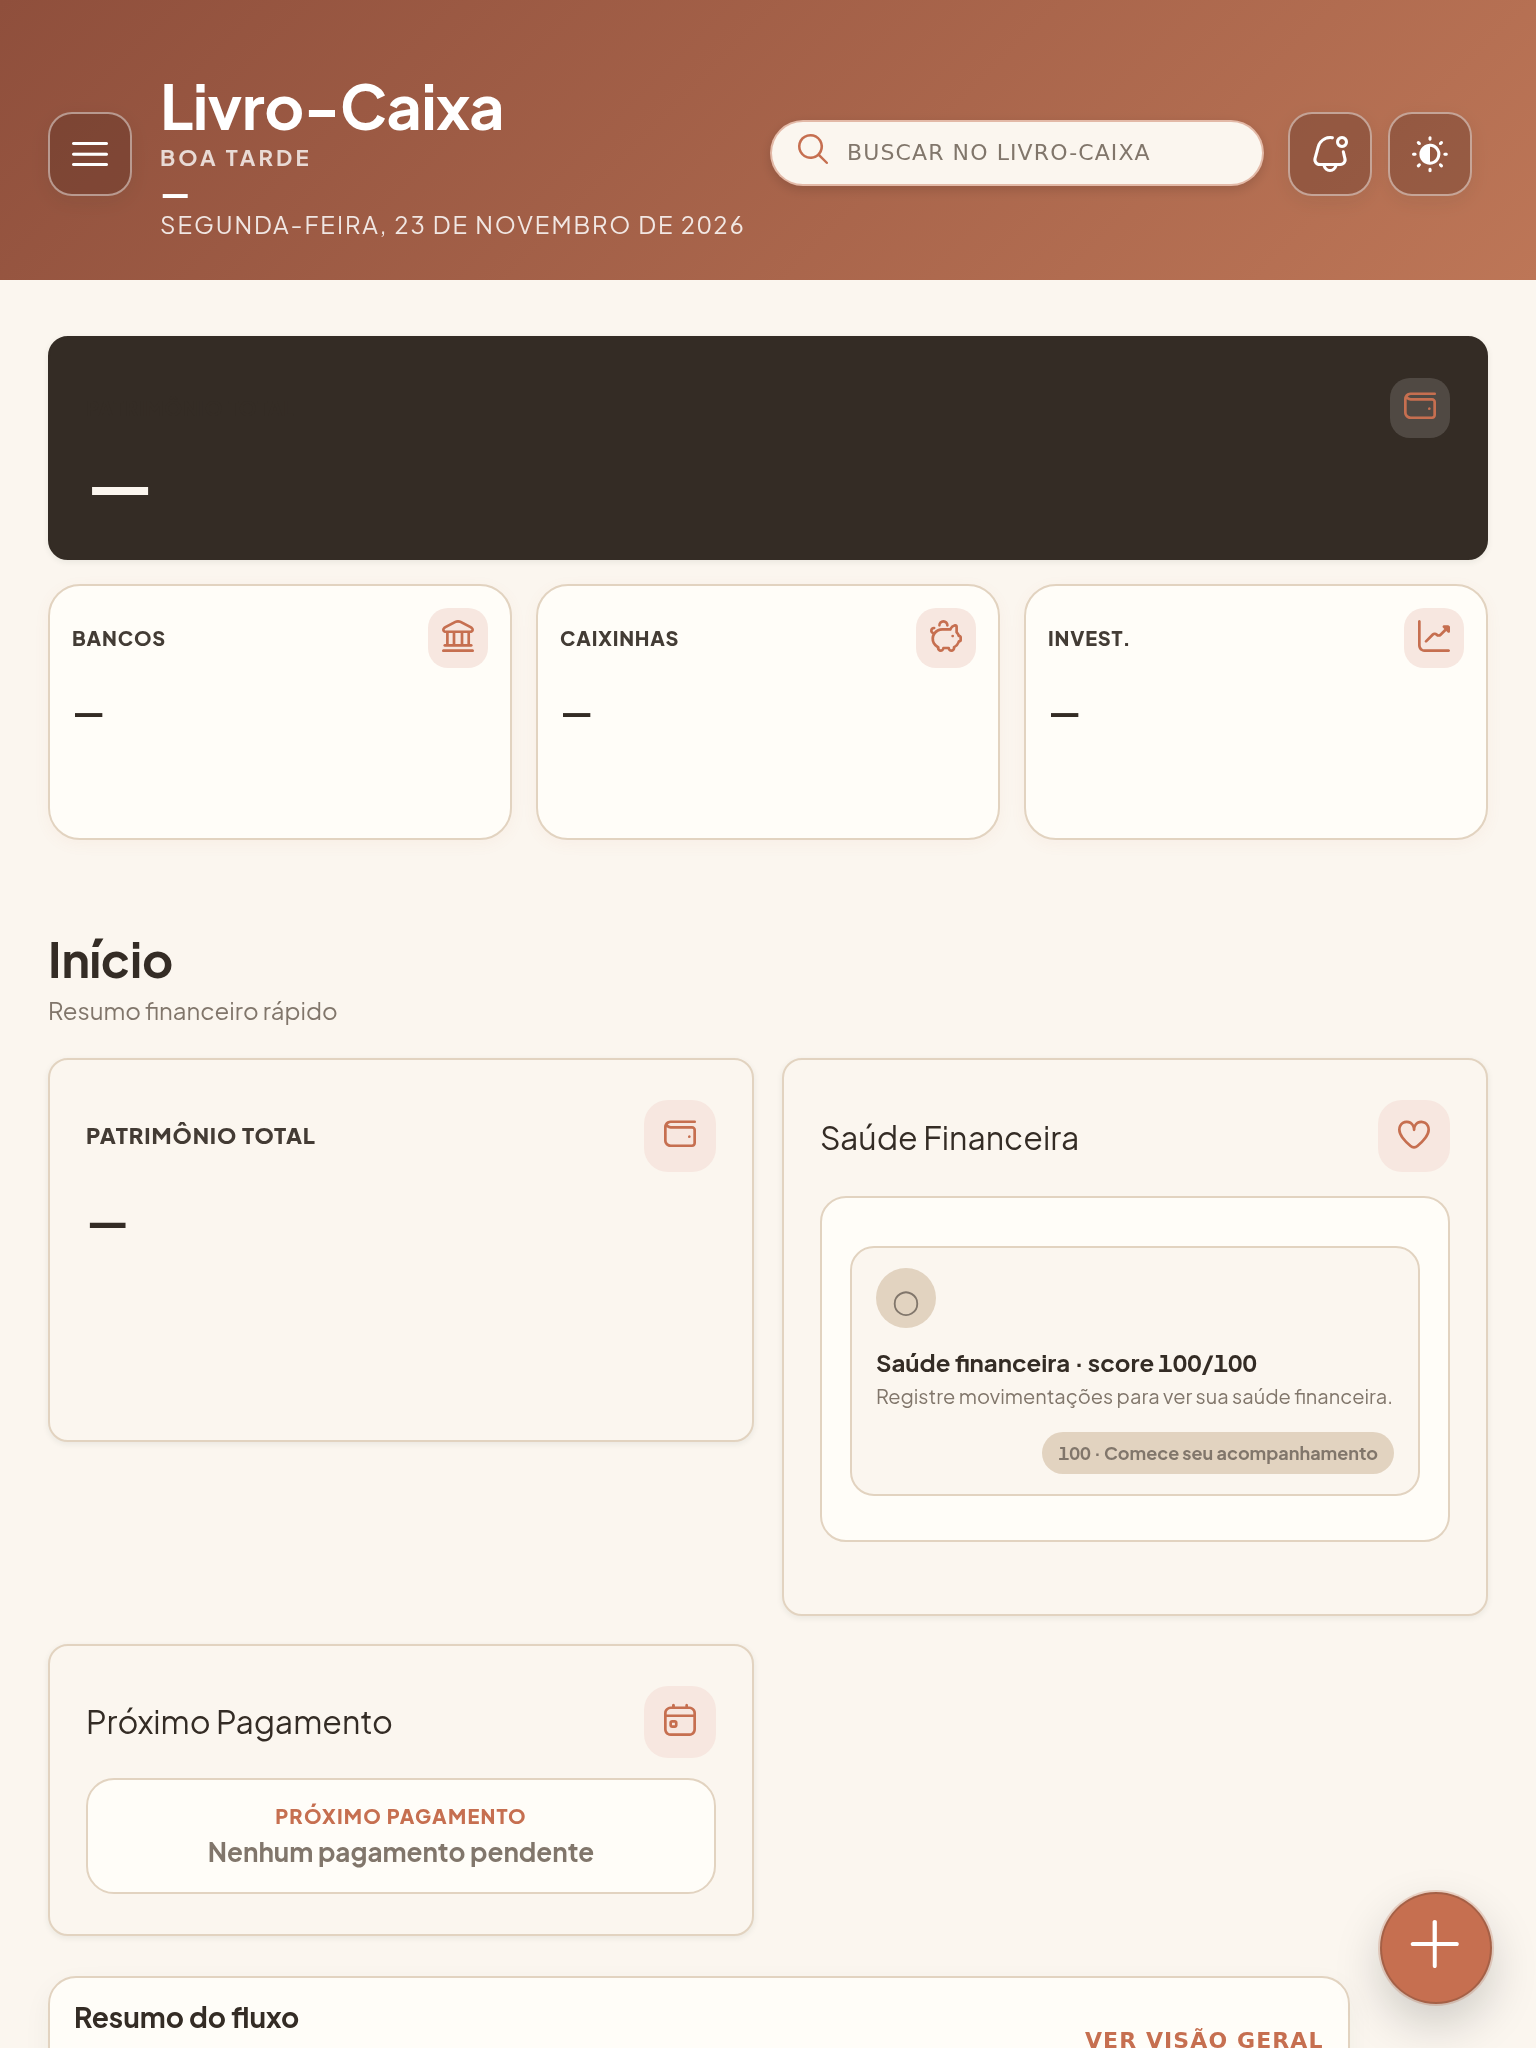 Livro-Caixa
BOA TARDE
—
SEGUNDA-FEIRA, 23 DE NOVEMBRO DE 2026
BUSCAR NO LIVRO-CAIXA
—
BANCOS
—
CAIXINHAS
—
INVEST.
—
Início
Resumo financeiro rápido
PATRIMÔNIO TOTAL
—
Saúde Financeira
Saúde financeira · score 100/100
Registre movimentações para ver sua saúde financeira.
100 · Comece seu acompanhamento
Próximo Pagamento
PRÓXIMO PAGAMENTO
Nenhum pagamento pendente
Resumo do fluxo
VER VISÃO GERAL